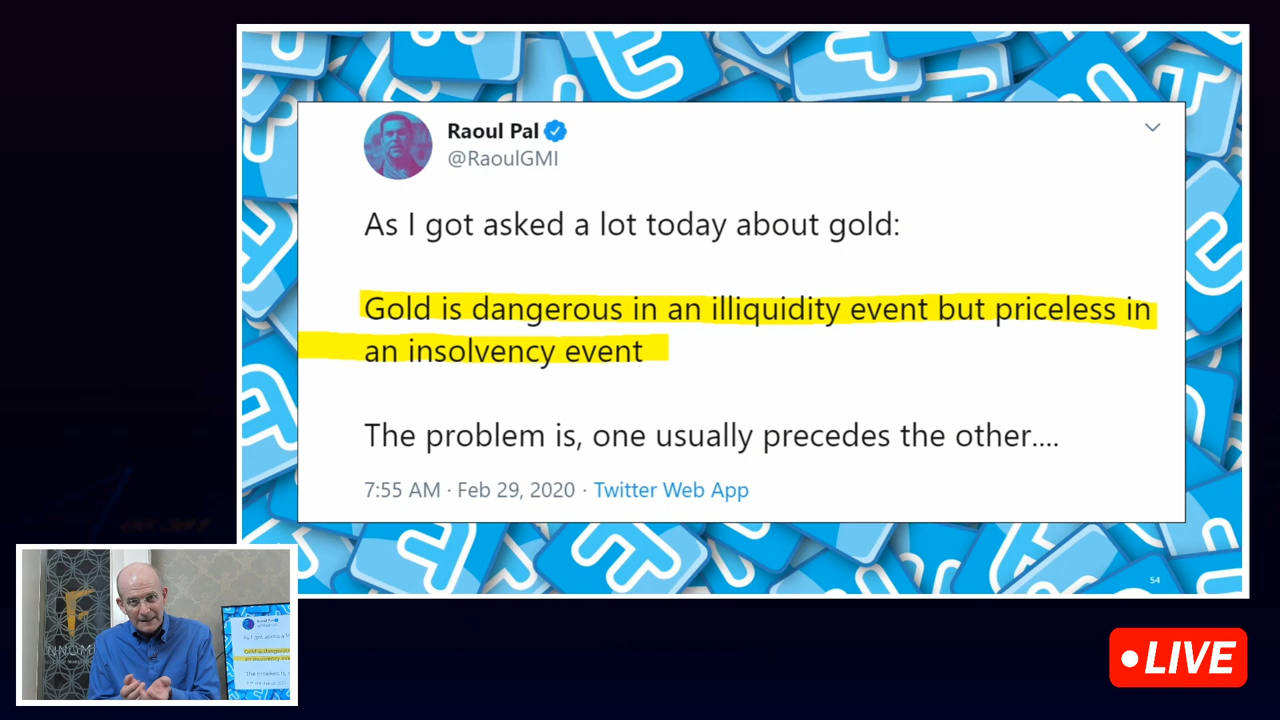 Raoul Pal
@RaoulGMI
As I got asked a lot today about gold:
Gold is dangerous in an illiquidity event but priceless in
an insolvency event
The problem is, one usually precedes the other....
7:55 AM · Feb 29, 2020 · Twitter Web App
54
LIVE